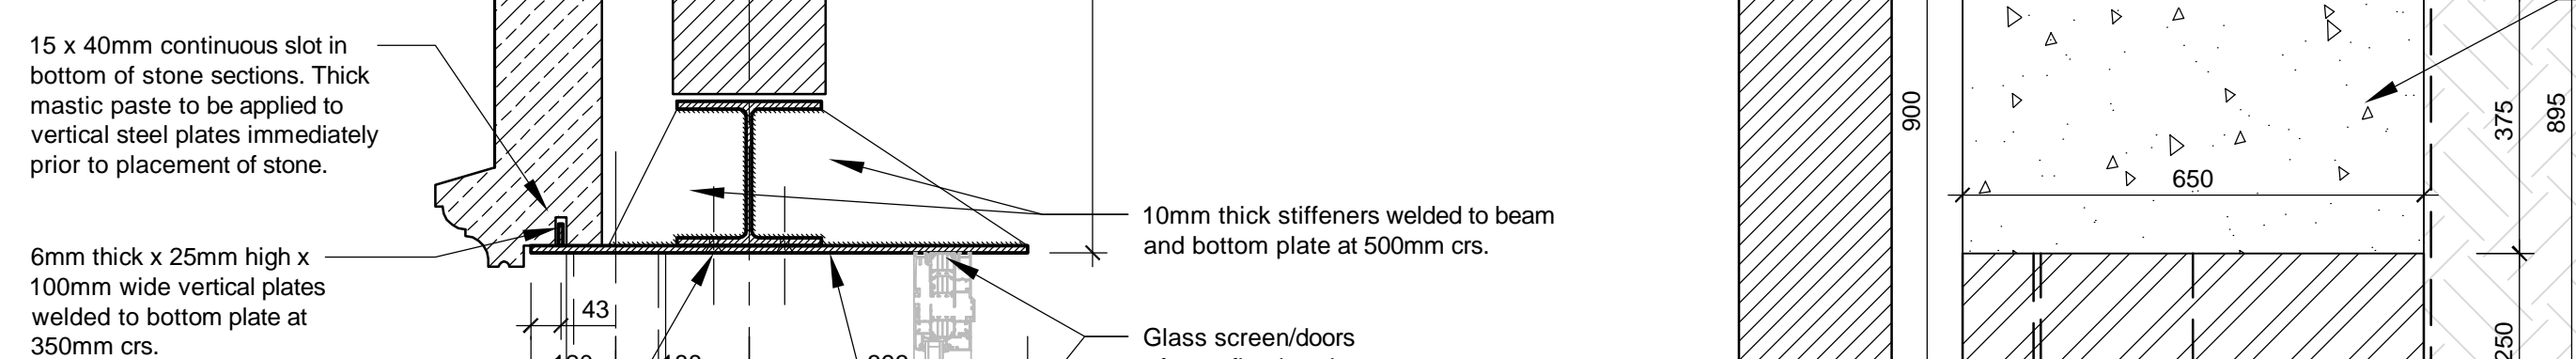 15 x 40mm continuous slot in
bottom of stone sections. Thick
mastic paste to be applied to
vertical steel plates immediately
prior to placement of stone.
6mm thick x 25mm high x
100mm wide vertical plates
welded to bottom plate at
350mm crs.
43
10mm thick stiffeners welded to beam
and bottom plate at 500mm crs.
Glass screen/doors
900
650
375
895
250